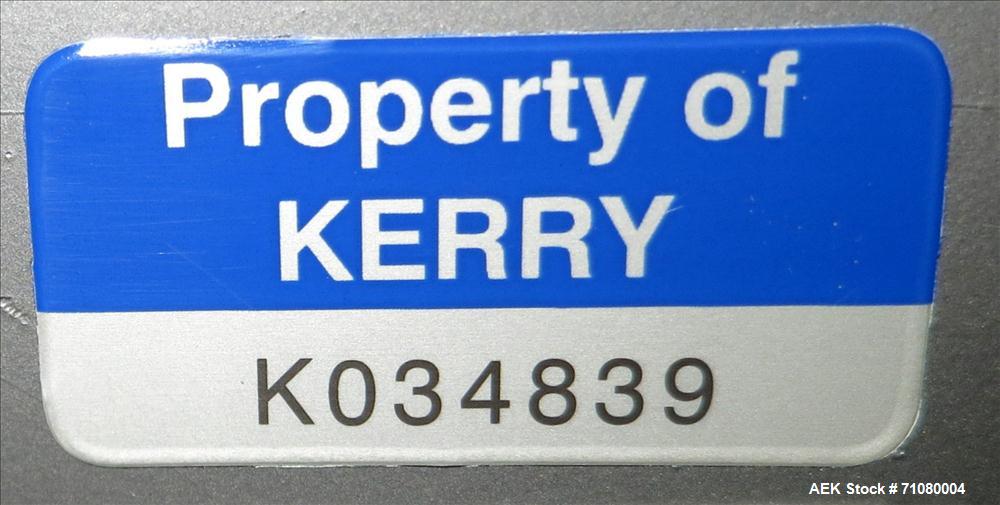 Property of
KERRY
K034839
AEK Stock # 71080004